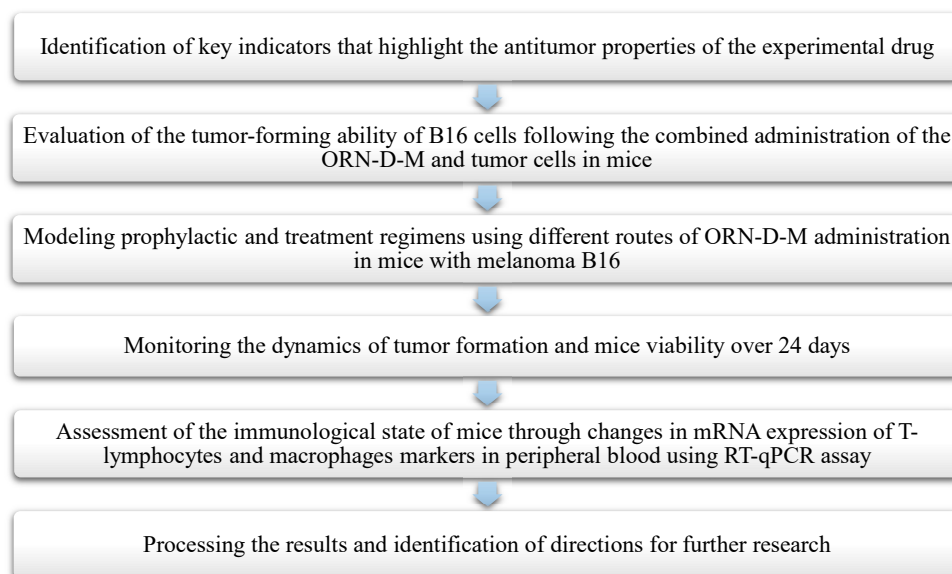 Identification of key indicators that highlight the antitumor properties of the experimental drug
Evaluation of the tumor-forming ability of B16 cells following the combined administration of the
ORN-D-M and tumor cells in mice
Modeling prophylactic and treatment regimens using different routes of ORN-D-M administration
in mice with melanoma B16
Monitoring the dynamics of tumor formation and mice viability over 24 days
Assessment of the immunological state of mice through changes in mRNA expression of T-
lymphocytes and macrophages markers in peripheral blood using RT-qPCR assay
Processing the results and identification of directions for further research